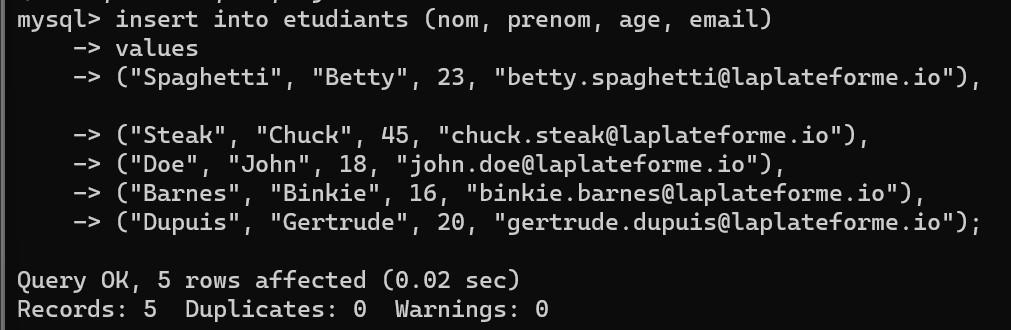 mysql> insert into etudiants (nom, prenom, age, email)
    -> values
    -> ("Spaghetti", "Betty", 23, "betty.spaghetti@laplateforme.io"),

    -> ("Steak", "Chuck", 45, "chuck.steak@laplateforme.io"),
    -> ("Doe", "John", 18, "john.doe@laplateforme.io"),
    -> ("Barnes", "Binkie", 16, "binkie.barnes@laplateforme.io"),
    -> ("Dupuis", "Gertrude", 20, "gertrude.dupuis@laplateforme.io");

Query OK, 5 rows affected (0.02 sec)
Records: 5  Duplicates: 0  Warnings: 0